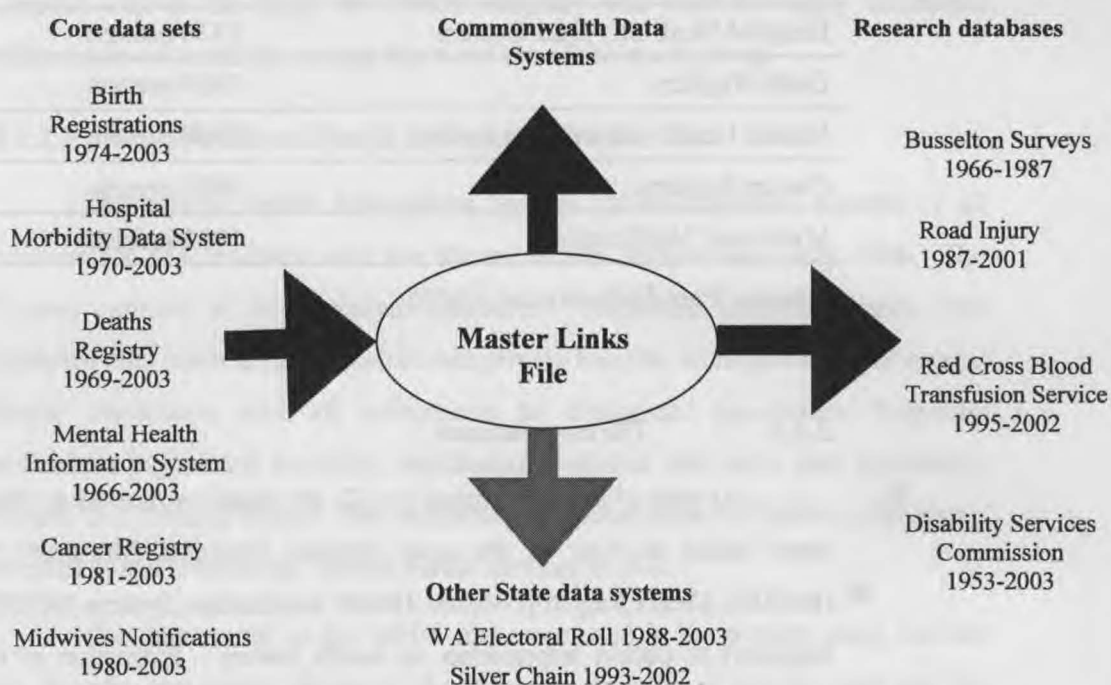 Core data sets
Commonwealth Data
Systems
Research databases
Birth
Registrations
1974-2003
Hospital
Morbidity Data System
1970-2003
Deaths
Registry
1969-2003
Mental Health
Information System
1966-2003
Cancer Registry
1981-2003
Midwives Notifications
1980-2003
Master Links
File
Other State data systems
WA Electoral Roll 1988-2003
Silver Chain 1993-2002
Busselton Surveys
1966-1987
Road Injury
1987-2001
Red Cross Blood
Transfusion Service
1995-2002
Disability Services
Commission
1953-2003